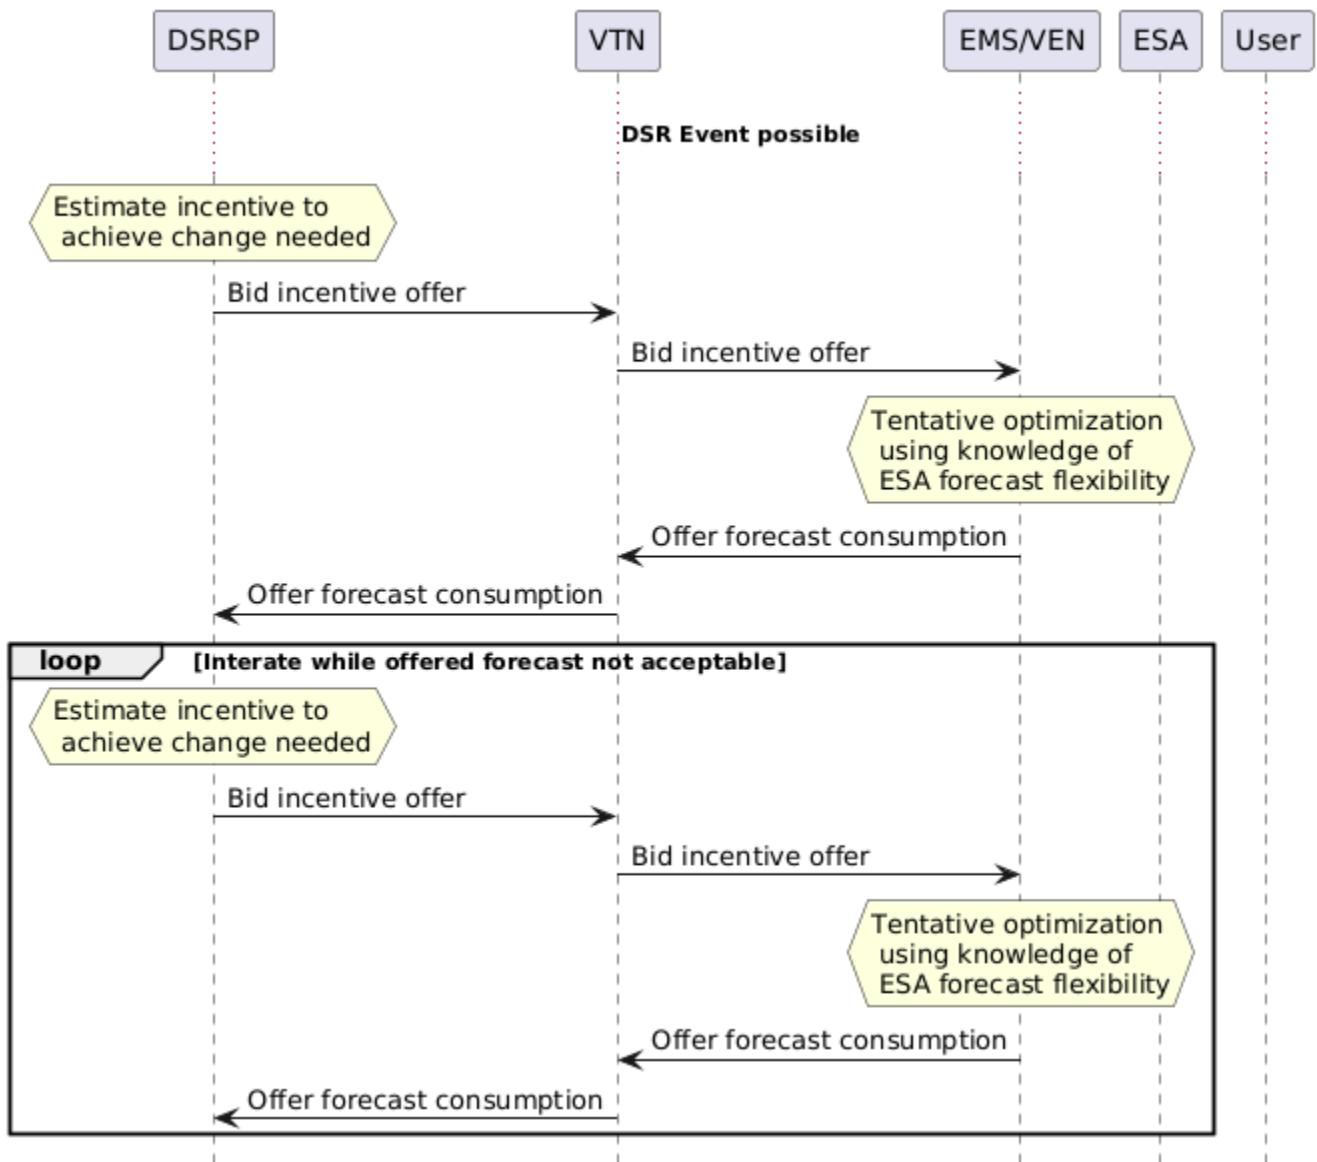 DSRSP
VTN
EMS/VEN
ESA
User
DSR Event possible
Estimate incentive to
achieve change needed
Bid incentive offer
Bid incentive offer
Tentative optimization
using knowledge of
ESA forecast flexibility
Offer forecast consumption
Offer forecast consumption
loop
[Interate while offered forecast not acceptable]
Estimate incentive to
achieve change needed
Bid incentive offer
Bid incentive offer
Tentative optimization
using knowledge of
ESA forecast flexibility
Offer forecast consumption
Offer forecast consumption